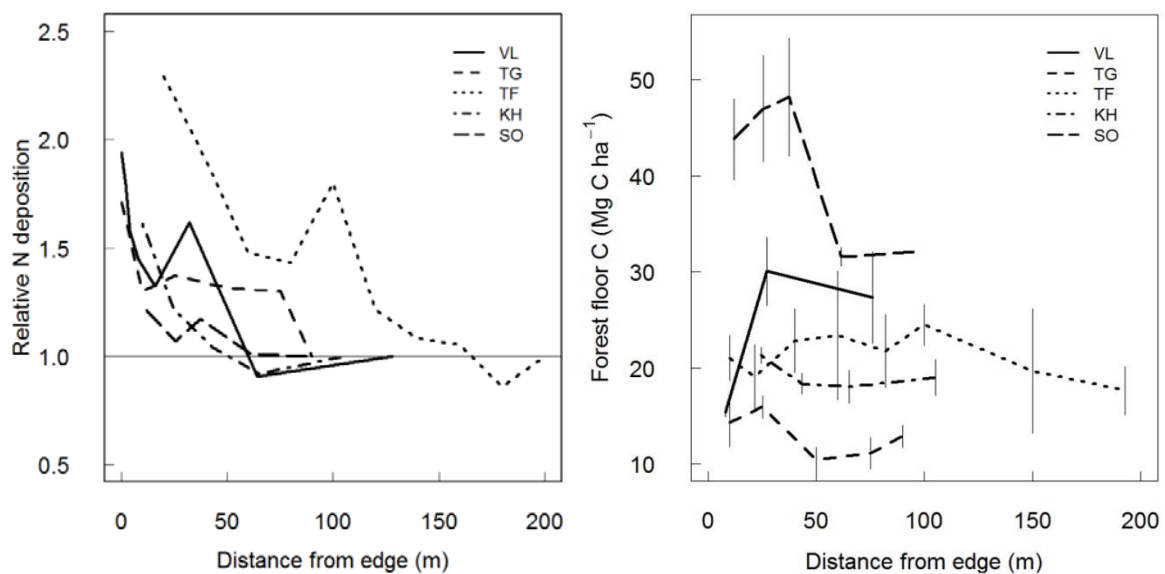 Relative N deposition
2.5
2.0
1.5
1.0
0.5
VL
TG
TF
KH
SO
0 50 100 150 200
Distance from edge (m)
Forest floor C (Mg C ha⁻¹)
50
40
30
20
10
VL
TG
TF
KH
SO
0 50 100 150 200
Distance from edge (m)